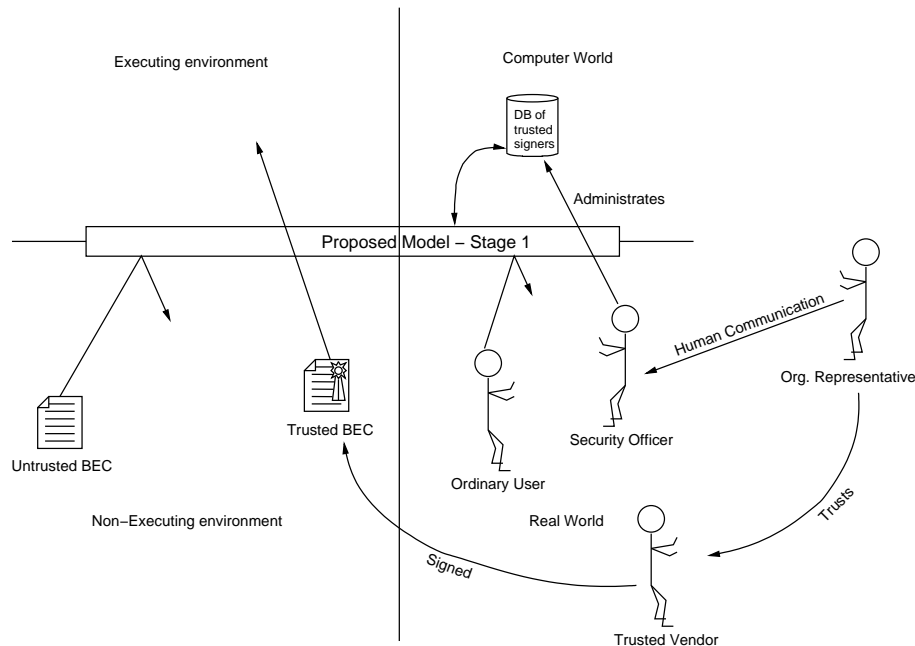 Executing environment
Computer World
DB of
trusted
signers
Administrates
Proposed Model – Stage 1
Human Communication
Org. Representative
Trusted BEC
Security Officer
Untrusted BEC
Ordinary User
Non–Executing environment
Real World
Trusts
Signed
Trusted Vendor